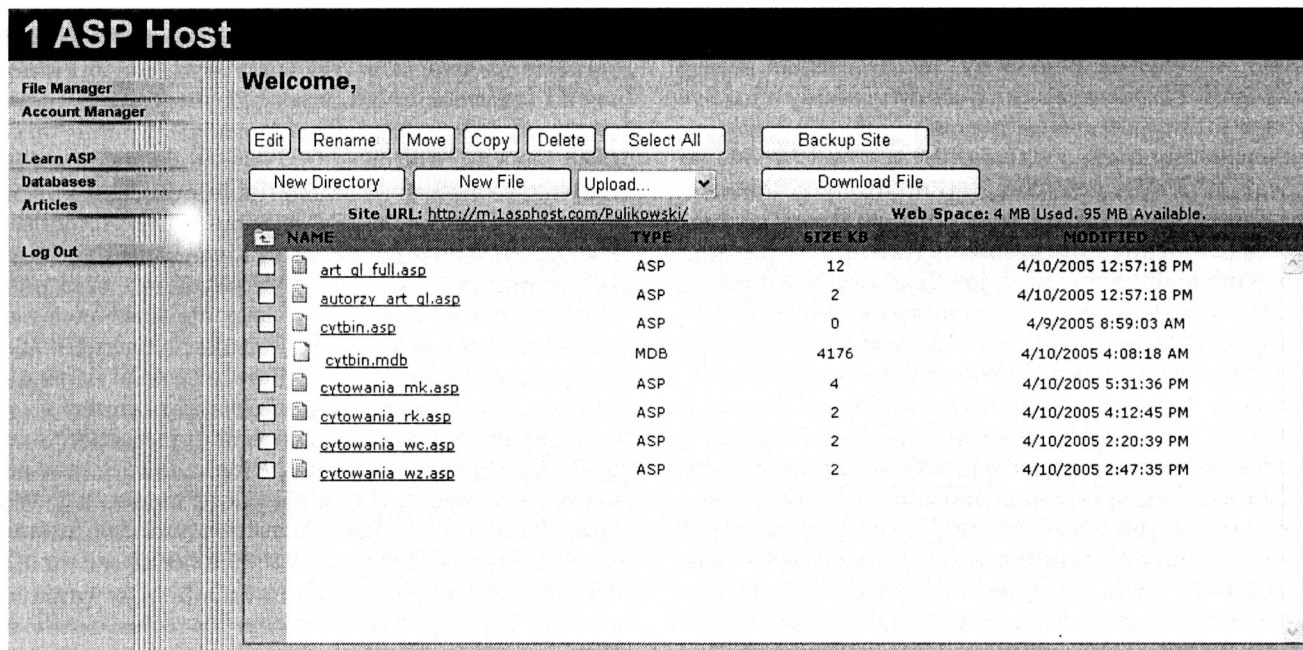 1 ASP Host
File Manager
Account Manager
Learn ASP
Databases
Articles
Log Out
Welcome,
Edit Rename Move Copy Delete Select All Backup Site
New Directory New File Upload... Download File
Site URL: http://m.1asphost.com/Pulikowski/ Web Space: 4 MB Used. 95 MB Available.
NAME TYPE SIZE KB MODIFIED
art_gl_full.asp ASP 12 4/10/2005 12:57:18 PM
autorzy_art_gl.asp ASP 2 4/10/2005 12:57:18 PM
cytbin.asp ASP 0 4/9/2005 8:59:03 AM
cytbin.mdb MDB 4176 4/10/2005 4:08:18 AM
cytowania_mk.asp ASP 4 4/10/2005 5:31:36 PM
cytowania_rk.asp ASP 2 4/10/2005 4:12:45 PM
cytowania_wc.asp ASP 2 4/10/2005 2:20:39 PM
cytowania_wz.asp ASP 2 4/10/2005 2:47:35 PM